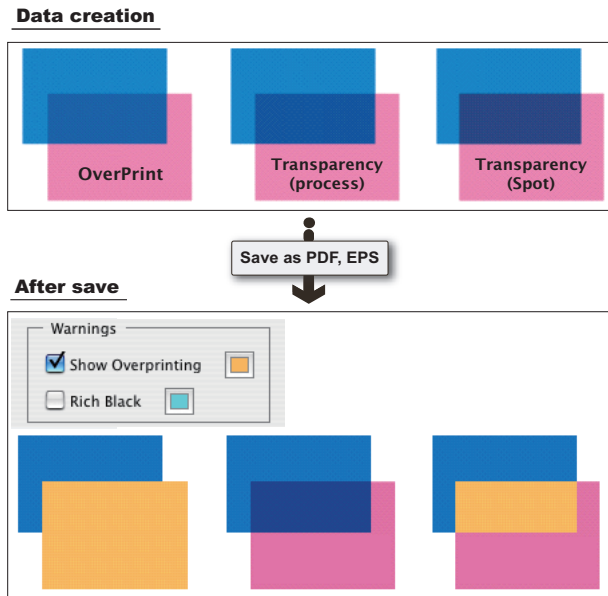 Data creation
OverPrint
Transparency
(process)
Transparency
(Spot)
Save as PDF, EPS
After save
Warnings
Show Overprinting
Rich Black